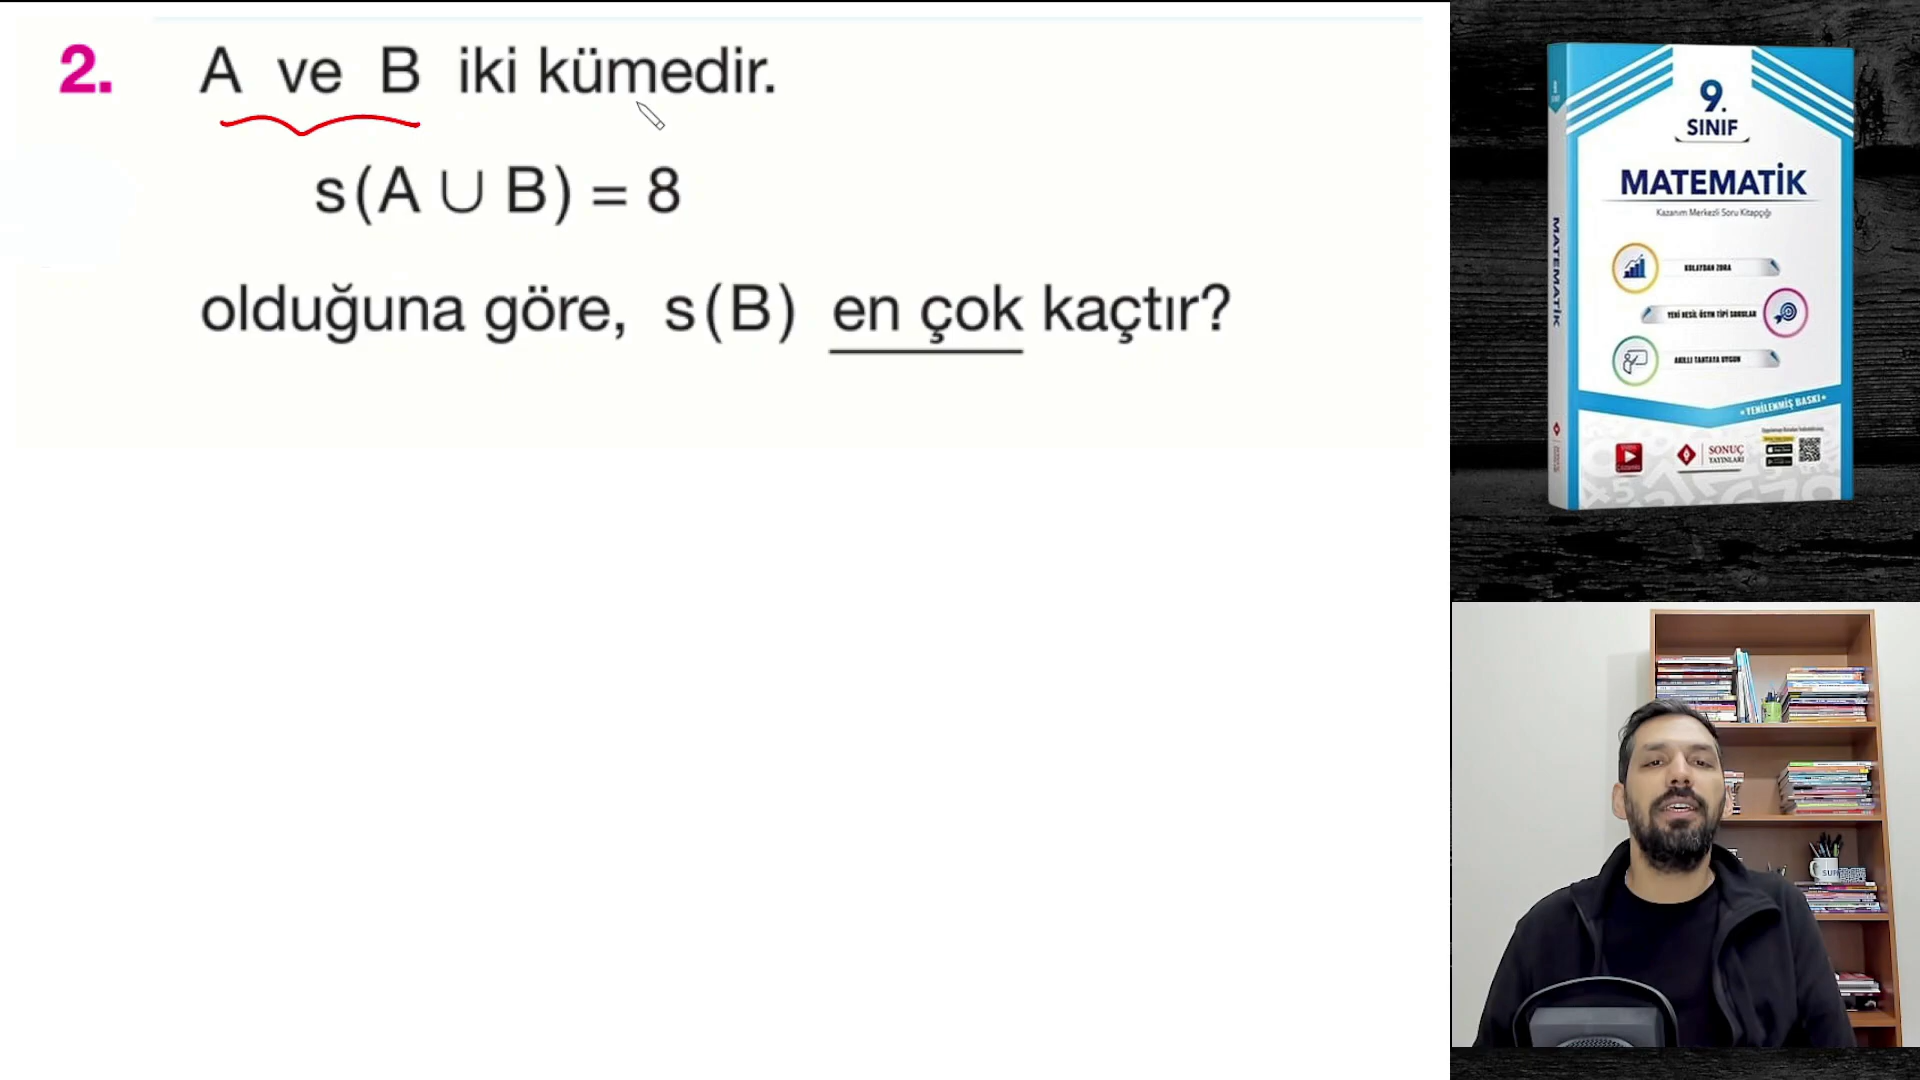 2. A ve B iki kümedir.
s(A ∪ B) = 8
olduğuna göre, s(B) en çok kaçtır?
9.
SINIF
MATEMATİK
Kazanım Merkezli Soru Kitapçığı
KOLAYDAN ZORA
YENİ NESİL ÖSYM TİPİ SORULAR
AKILLI TAHTAYA UYGUN
• YENİLENMİŞ BASKI •
SONUÇ
YAYINLARI
MATEMATİK
SUP